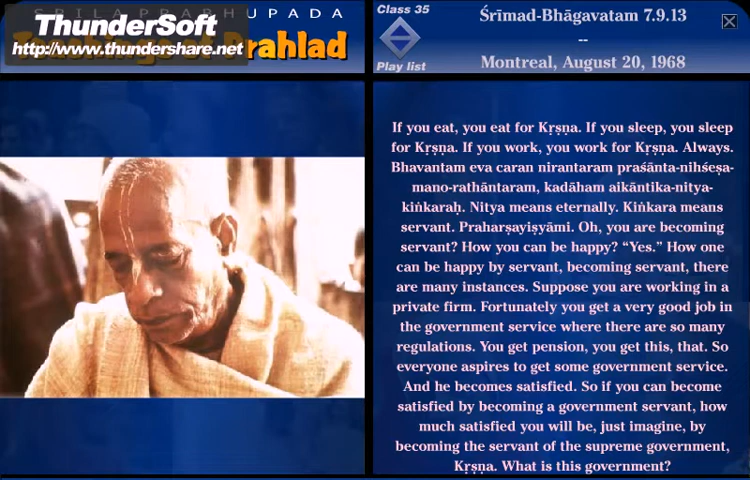 SRILA PRABHUPADA
ThunderSoft
http://www.thundershare.net
Teachings of Prahlad
Class 35
Play list
Śrīmad-Bhāgavatam 7.9.13
--
Montreal, August 20, 1968
If you eat, you eat for Kṛṣṇa. If you sleep, you sleep
for Kṛṣṇa. If you work, you work for Kṛṣṇa. Always.
Bhavantam eva caran nirantaram praśānta-niḥśeṣa-
mano-rathāntaram, kadāham aikāntika-nitya-
kiṅkaraḥ. Nitya means eternally. Kiṅkara means
servant. Praharṣayiṣyāmi. Oh, you are becoming
servant? How you can be happy? “Yes.” How one
can be happy by servant, becoming servant, there
are many instances. Suppose you are working in a
private firm. Fortunately you get a very good job in
the government service where there are so many
regulations. You get pension, you get this, that. So
everyone aspires to get some government service.
And he becomes satisfied. So if you can become
satisfied by becoming a government servant, how
much satisfied you will be, just imagine, by
becoming the servant of the supreme government,
Kṛṣṇa. What is this government?